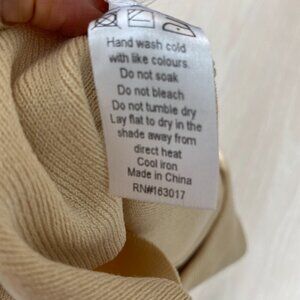 Hand wash cold
with like colours.
Do not soak
Do not bleach
Do not tumble dry
Lay flat to dry in the
shade away from
direct heat
Cool iron
Made in China
RN#163017